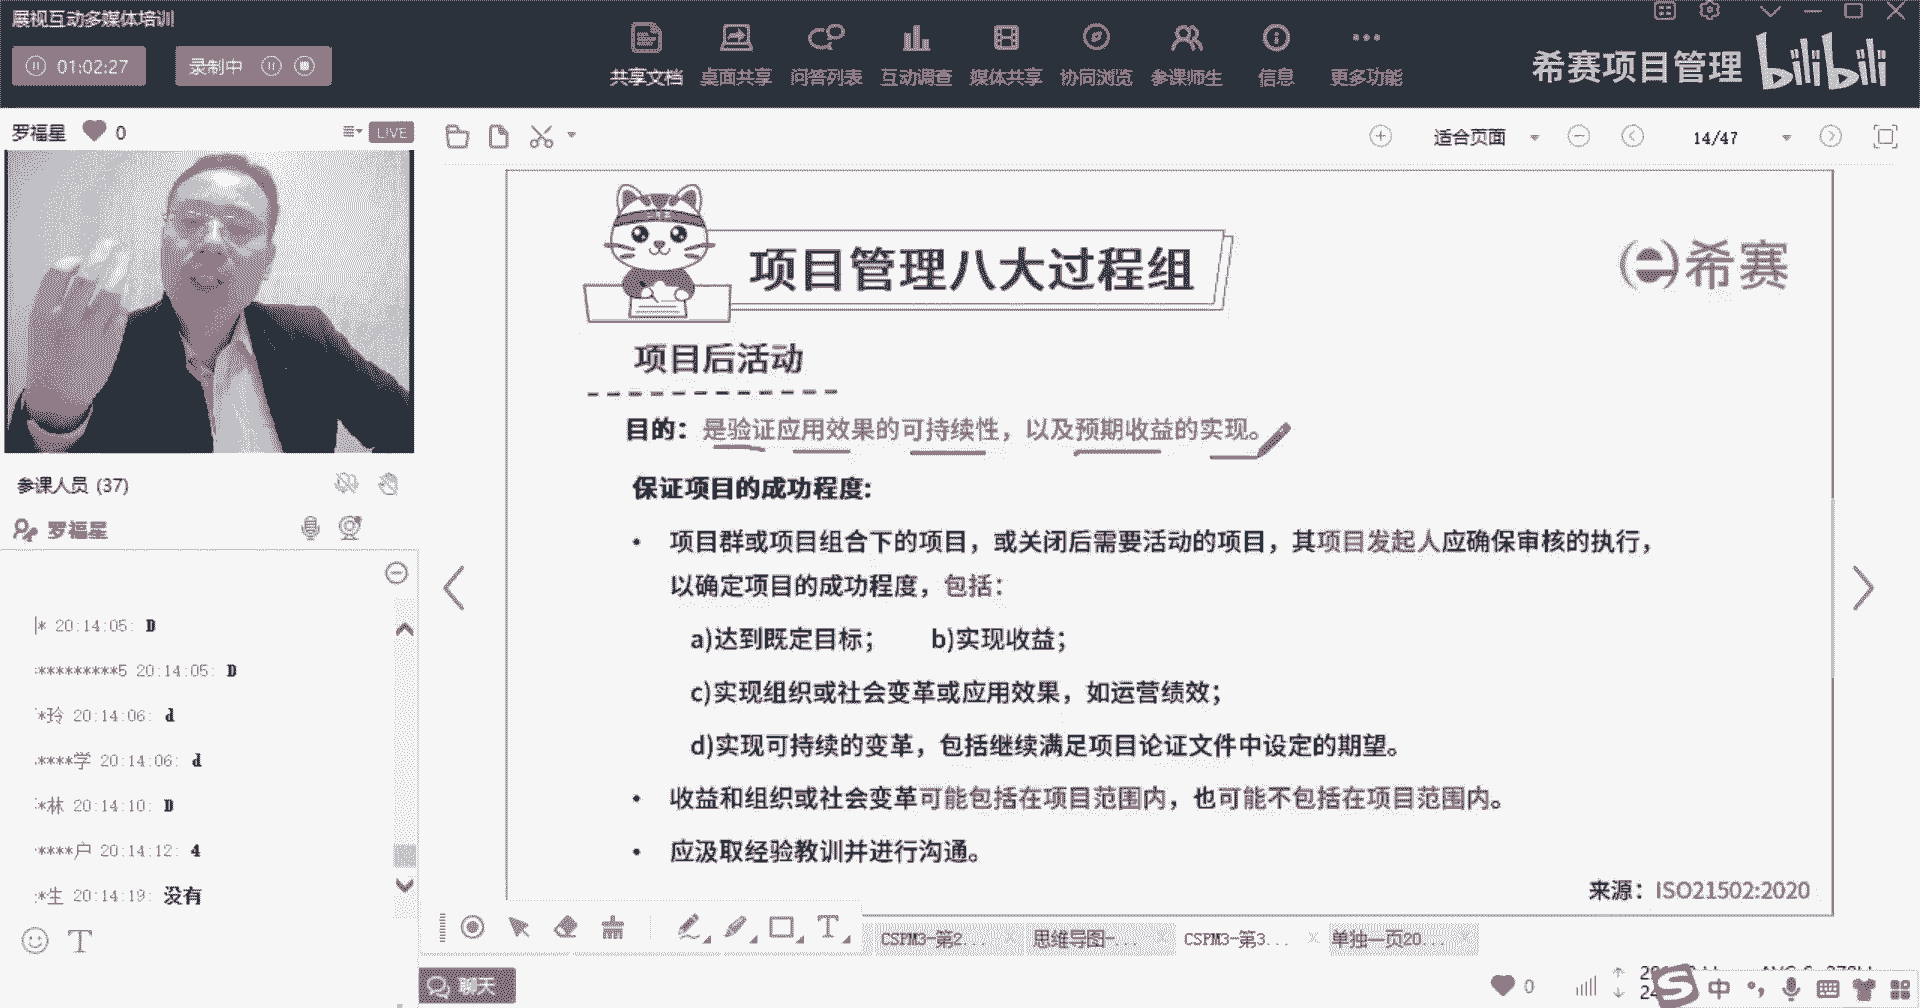 展视互动多媒体培训
01:02:27
录制中
共享文档 桌面共享 问答列表 互动调查 媒体共享 协同浏览 参课师生 信息 更多功能
希赛项目管理 bilibili
罗福星 0
LIVE
适合页面
14/47
参课人员 (37)
罗福星
* 20:14:05: D
:*********5 20:14:05: D
*玲 20:14:06: d
****学 20:14:06: d
*林 20:14:10: D
****户 20:14:12: 4
*生 20:14:19: 没有
项目管理八大过程组
希赛
项目后活动
目的：是验证应用效果的可持续性，以及预期收益的实现。
保证项目的成功程度:
• 项目群或项目组合下的项目，或关闭后需要活动的项目，其项目发起人应确保审核的执行，
以确定项目的成功程度，包括：
a)达到既定目标； b)实现收益；
c)实现组织或社会变革或应用效果，如运营绩效；
d)实现可持续的变革，包括继续满足项目论证文件中设定的期望。
• 收益和组织或社会变革可能包括在项目范围内，也可能不包括在项目范围内。
• 应汲取经验教训并进行沟通。
来源：ISO21502:2020
CSPM3-第2... 思维导图-... CSPM3-第3... 单独一页20...
聊天
0
中